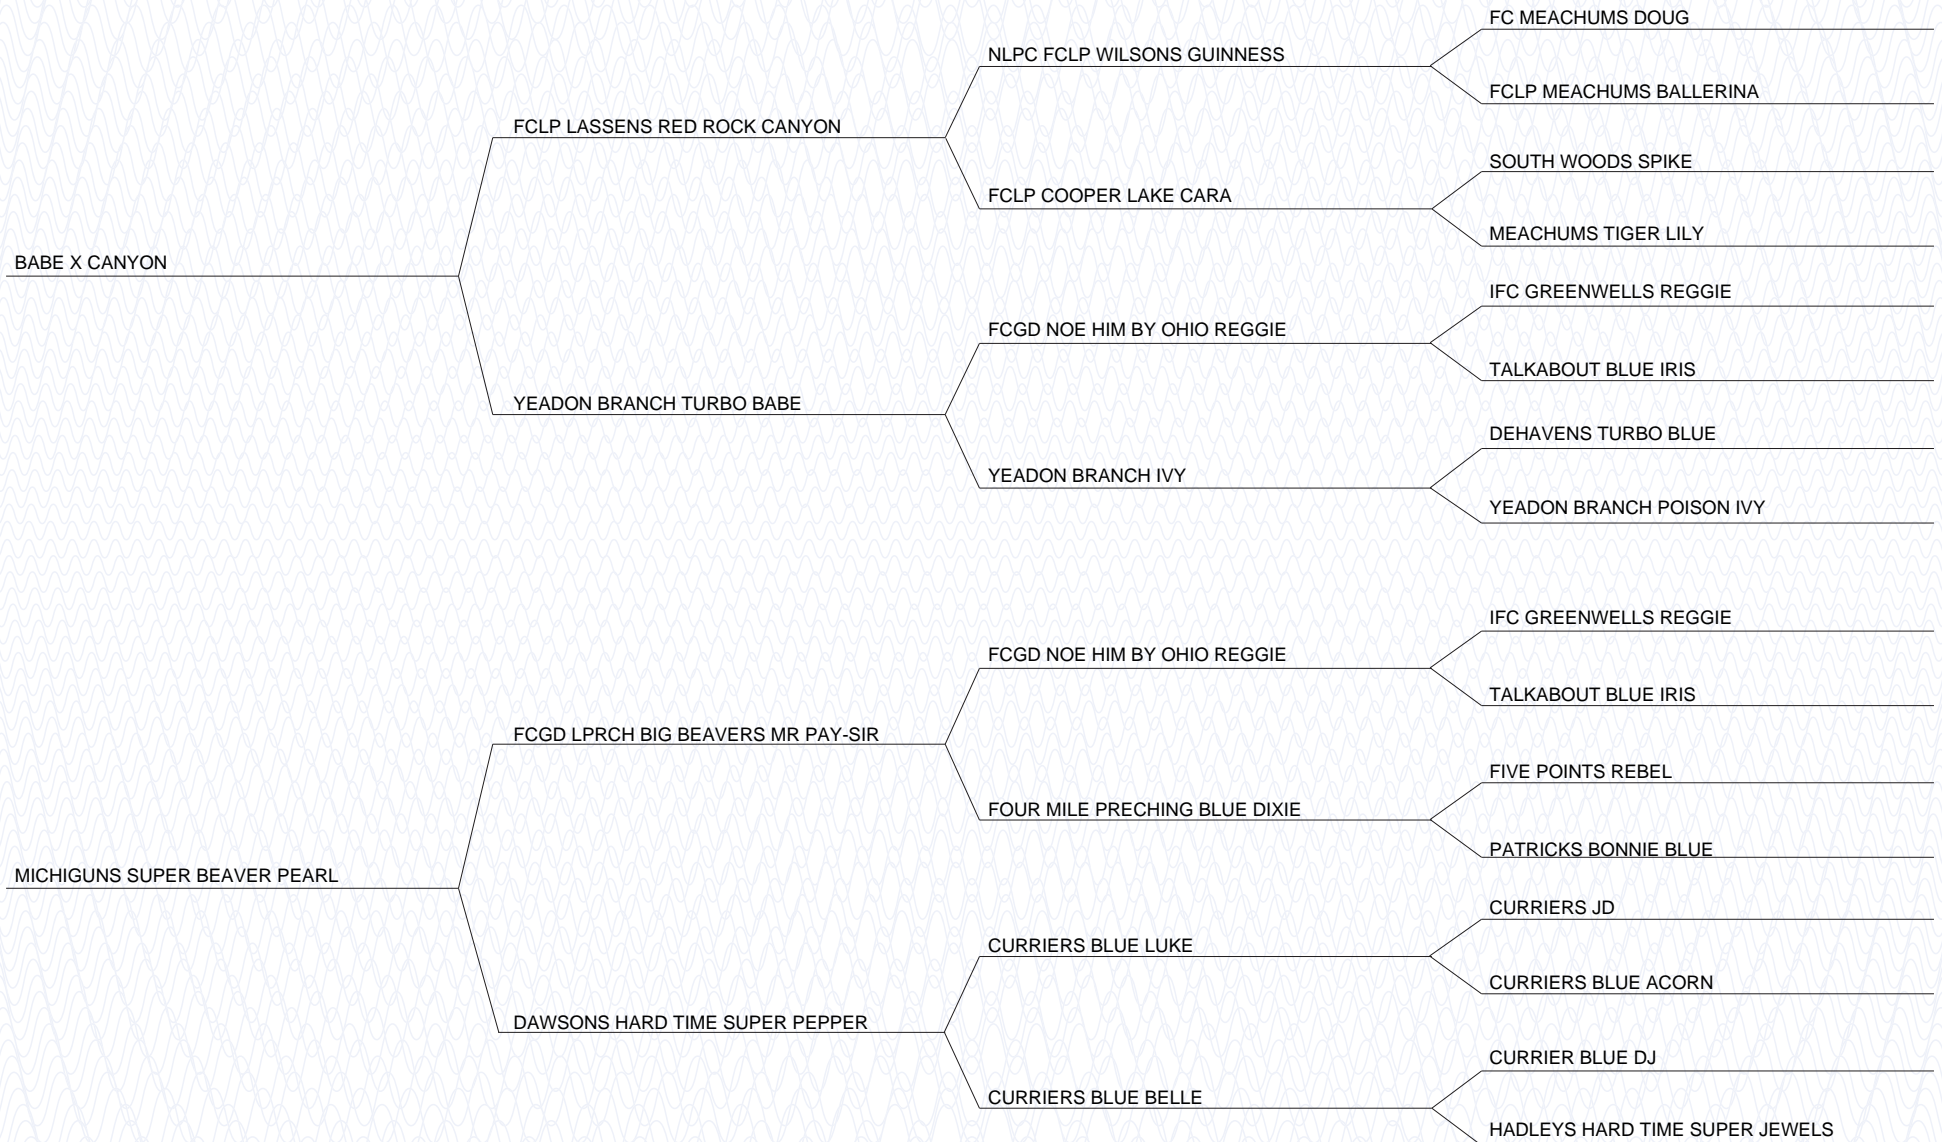 FC MEACHUMS DOUG
NLPC FCLP WILSONS GUINNESS
FCLP MEACHUMS BALLERINA
FCLP LASSENS RED ROCK CANYON
SOUTH WOODS SPIKE
FCLP COOPER LAKE CARA
MEACHUMS TIGER LILY
BABE X CANYON
IFC GREENWELLS REGGIE
FCGD NOE HIM BY OHIO REGGIE
TALKABOUT BLUE IRIS
YEADON BRANCH TURBO BABE
DEHAVENS TURBO BLUE
YEADON BRANCH IVY
YEADON BRANCH POISON IVY
IFC GREENWELLS REGGIE
FCGD NOE HIM BY OHIO REGGIE
TALKABOUT BLUE IRIS
FCGD LPRCH BIG BEAVERS MR PAY-SIR
FIVE POINTS REBEL
FOUR MILE PRECHING BLUE DIXIE
PATRICKS BONNIE BLUE
MICHIGUNS SUPER BEAVER PEARL
CURRIERS JD
CURRIERS BLUE LUKE
CURRIERS BLUE ACORN
DAWSONS HARD TIME SUPER PEPPER
CURRIER BLUE DJ
CURRIERS BLUE BELLE
HADLEYS HARD TIME SUPER JEWELS